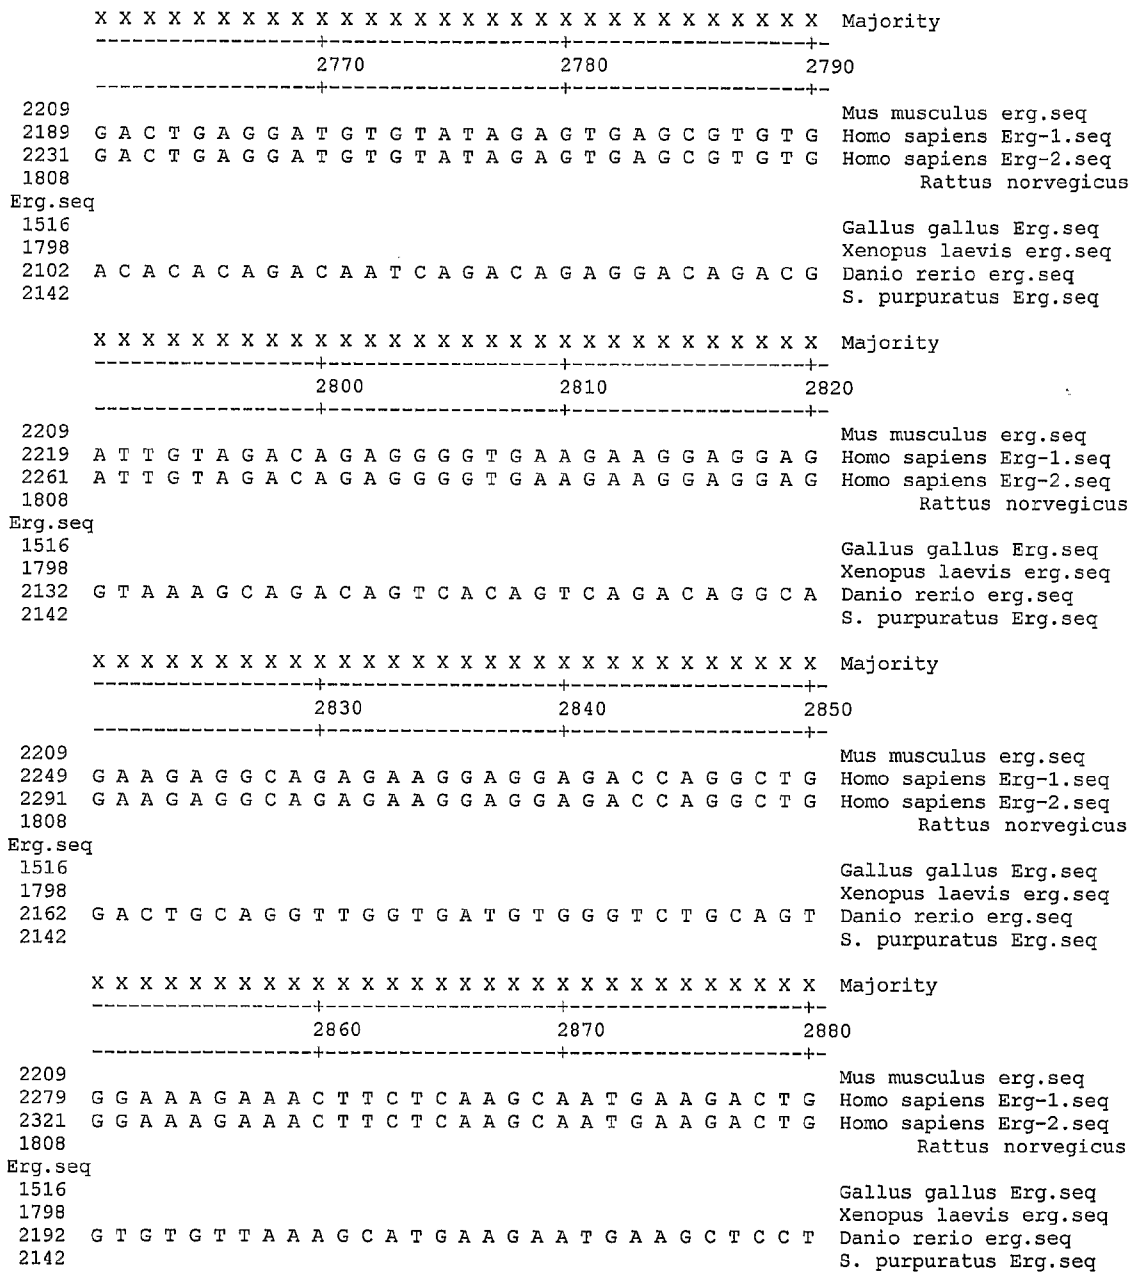 X X X X X X X X X X X X X X X X X X X X X X X X X X X X X X Majority
---------------+------------------+------------------+-
2770 2780 2790
---------------+------------------+------------------+-
2209 Mus musculus erg.seq
2189 G A C T G A G G A T G T G T A T A G A G T G A G C G T G T G Homo sapiens Erg-1.seq
2231 G A C T G A G G A T G T G T A T A G A G T G A G C G T G T G Homo sapiens Erg-2.seq
1808 Rattus norvegicus
Erg.seq
1516 Gallus gallus Erg.seq
1798 Xenopus laevis erg.seq
2102 A C A C A C A G A C A A T C A G A C A G A G G A C A G A C G Danio rerio erg.seq
2142 S. purpuratus Erg.seq
X X X X X X X X X X X X X X X X X X X X X X X X X X X X X X Majority
---------------+------------------+------------------+-
2800 2810 2820
---------------+------------------+------------------+-
2209 Mus musculus erg.seq
2219 A T T G T A G A C A G A G G G G T G A A G A A G G A G G A G Homo sapiens Erg-1.seq
2261 A T T G T A G A C A G A G G G G T G A A G A A G G A G G A G Homo sapiens Erg-2.seq
1808 Rattus norvegicus
Erg.seq
1516 Gallus gallus Erg.seq
1798 Xenopus laevis erg.seq
2132 G T A A A G C A G A C A G T C A C A G T C A G A C A G G C A Danio rerio erg.seq
2142 S. purpuratus Erg.seq
X X X X X X X X X X X X X X X X X X X X X X X X X X X X X X Majority
---------------+------------------+------------------+-
2830 2840 2850
---------------+------------------+------------------+-
2209 Mus musculus erg.seq
2249 G A A G A G G C A G A G A A G G A G G A G A C C A G G C T G Homo sapiens Erg-1.seq
2291 G A A G A G G C A G A G A A G G A G G A G A C C A G G C T G Homo sapiens Erg-2.seq
1808 Rattus norvegicus
Erg.seq
1516 Gallus gallus Erg.seq
1798 Xenopus laevis erg.seq
2162 G A C T G C A G G T T G G T G A T G T G G G T C T G C A G T Danio rerio erg.seq
2142 S. purpuratus Erg.seq
X X X X X X X X X X X X X X X X X X X X X X X X X X X X X X Majority
---------------+------------------+------------------+-
2860 2870 2880
---------------+------------------+------------------+-
2209 Mus musculus erg.seq
2279 G G A A A G A A A C T T C T C A A G C A A T G A A G A C T G Homo sapiens Erg-1.seq
2321 G G A A A G A A A C T T C T C A A G C A A T G A A G A C T G Homo sapiens Erg-2.seq
1808 Rattus norvegicus
Erg.seq
1516 Gallus gallus Erg.seq
1798 Xenopus laevis erg.seq
2192 G T G T G T T A A A G C A T G A A G A A T G A A G C T C C T Danio rerio erg.seq
2142 S. purpuratus Erg.seq